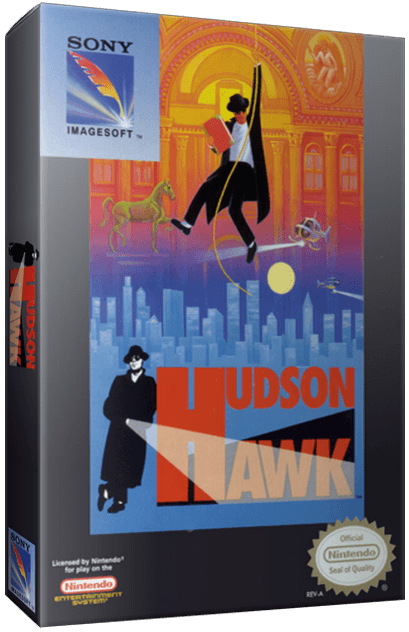 SONY
IMAGESOFT™
HUDSON
HAWK
HUDSON
HAWK
SONY
Licensed by Nintendo®
for play on the
Nintendo
ENTERTAINMENT
SYSTEM®
Official
Nintendo
Seal of Quality
REV-A